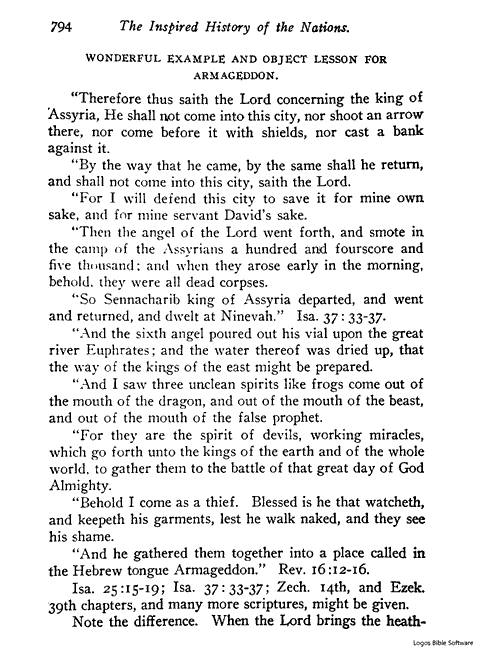 794 The Inspired History of the Nations.
WONDERFUL EXAMPLE AND OBJECT LESSON FOR
ARMAGEDDON.
"Therefore thus saith the Lord concerning the king of
Assyria, He shall not come into this city, nor shoot an arrow
there, nor come before it with shields, nor cast a bank
against it.
"By the way that he came, by the same shall he return,
and shall not come into this city, saith the Lord.
"For I will defend this city to save it for mine own
sake, and for mine servant David's sake.
"Then the angel of the Lord went forth, and smote in
the camp of the Assyrians a hundred and fourscore and
five thousand; and when they arose early in the morning,
behold, they were all dead corpses.
"So Sennacharib king of Assyria departed, and went
and returned, and dwelt at Ninevah." Isa. 37:33-37.
"And the sixth angel poured out his vial upon the great
river Euphrates; and the water thereof was dried up, that
the way of the kings of the east might be prepared.
"And I saw three unclean spirits like frogs come out of
the mouth of the dragon, and out of the mouth of the beast,
and out of the mouth of the false prophet.
"For they are the spirit of devils, working miracles,
which go forth unto the kings of the earth and of the whole
world, to gather them to the battle of that great day of God
Almighty.
"Behold I come as a thief. Blessed is he that watcheth,
and keepeth his garments, lest he walk naked, and they see
his shame.
"And he gathered them together into a place called in
the Hebrew tongue Armageddon." Rev. 16:12-16.
Isa. 25:15-19; Isa. 37:33-37; Zech. 14th, and Ezek.
39th chapters, and many more scriptures, might be given.
Note the difference. When the Lord brings the heath-
Logos Bible Software